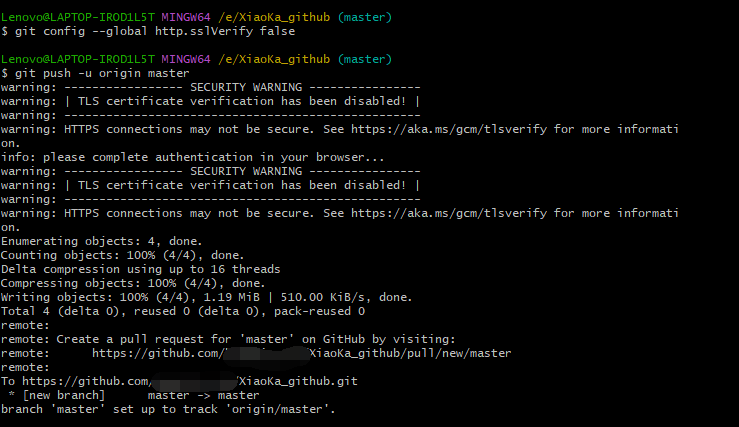 Lenovo@LAPTOP-IROD1L5T MINGW64 /e/XiaoKa_github (master)
$ git config --global http.sslVerify false
Lenovo@LAPTOP-IROD1L5T MINGW64 /e/XiaoKa_github (master)
$ git push -u origin master
warning: ----------------- SECURITY WARNING ----------------
warning: | TLS certificate verification has been disabled! |
warning: ---------------------------------------------------
warning: HTTPS connections may not be secure. See https://aka.ms/gcm/tlsverify for more informati
on.
info: please complete authentication in your browser...
warning: ----------------- SECURITY WARNING ----------------
warning: | TLS certificate verification has been disabled! |
warning: ---------------------------------------------------
warning: HTTPS connections may not be secure. See https://aka.ms/gcm/tlsverify for more informati
on.
Enumerating objects: 4, done.
Counting objects: 100% (4/4), done.
Delta compression using up to 16 threads
Compressing objects: 100% (4/4), done.
Writing objects: 100% (4/4), 1.19 MiB | 510.00 KiB/s, done.
Total 4 (delta 0), reused 0 (delta 0), pack-reused 0
remote:
remote: Create a pull request for 'master' on GitHub by visiting:
remote:      https://github.com/ /XiaoKa_github/pull/new/master
remote:
To https://github.com/ /XiaoKa_github.git
 * [new branch]      master -> master
branch 'master' set up to track 'origin/master'.